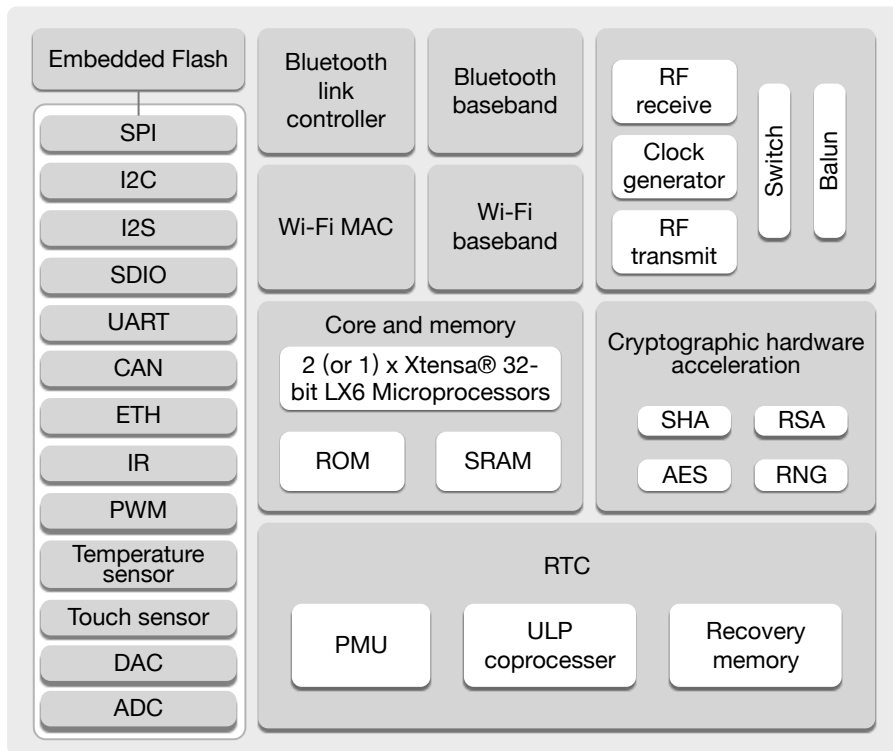 Embedded Flash
SPI
I2C
I2S
SDIO
UART
CAN
ETH
IR
PWM
Temperature
sensor
Touch sensor
DAC
ADC
Bluetooth
link
controller
Bluetooth
baseband
Wi-Fi MAC
Wi-Fi
baseband
RF
receive
Clock
generator
RF
transmit
Switch
Balun
Core and memory
2 (or 1) x Xtensa® 32-
bit LX6 Microprocessors
ROM
SRAM
Cryptographic hardware
acceleration
SHA
RSA
AES
RNG
RTC
PMU
ULP
coprocesser
Recovery
memory